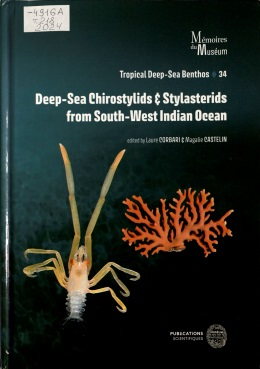 -4916A
2024
Mémoires
du Muséum
Tropical Deep-Sea Benthos 34
Deep-Sea Chirostylids & Stylasterids
from South-West Indian Ocean
edited by Laure CORBARI & Magalie CASTELIN
PUBLICATIONS
SCIENTIFIQUES